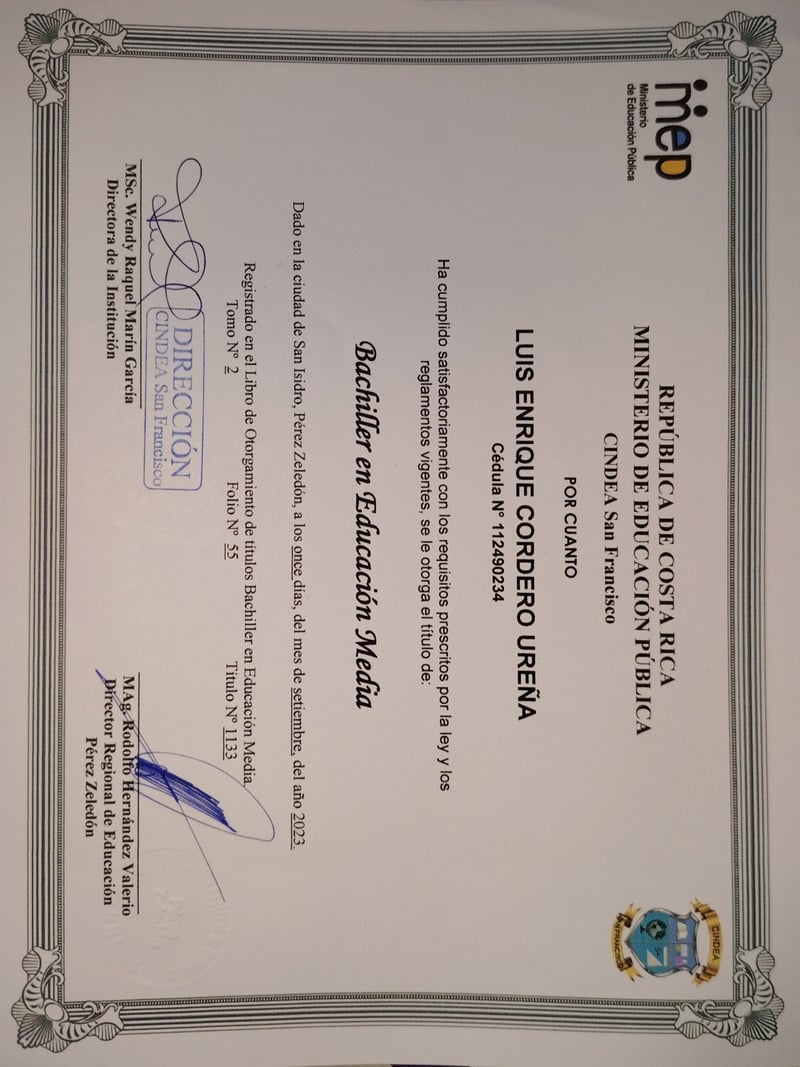 mep
Ministerio
de Educación Pública
REPÚBLICA DE COSTA RICA
MINISTERIO DE EDUCACIÓN PÚBLICA
CINDEA San Francisco
CINDEA
SAN FRANCISCO
POR CUANTO
LUIS ENRIQUE CORDERO UREÑA
Cédula N° 112490234
Ha cumplido satisfactoriamente con los requisitos prescritos por la ley y los
reglamentos vigentes, se le otorga el título de:
Bachiller en Educación Media
Dado en la ciudad de San Isidro, Pérez Zeledón, a los once días, del mes de setiembre, del año 2023.
Registrado en el Libro de Otorgamiento de títulos Bachiller en Educación Media,
Tomo N° 2 Folio N° 55 Título N° 1133
DIRECCIÓN
CINDEA San Francisco
MSc. Wendy Raquel Marín García
Directora de la Institución
MAg. Rodolfo Hernández Valerio
Director Regional de Educación
Pérez Zeledón